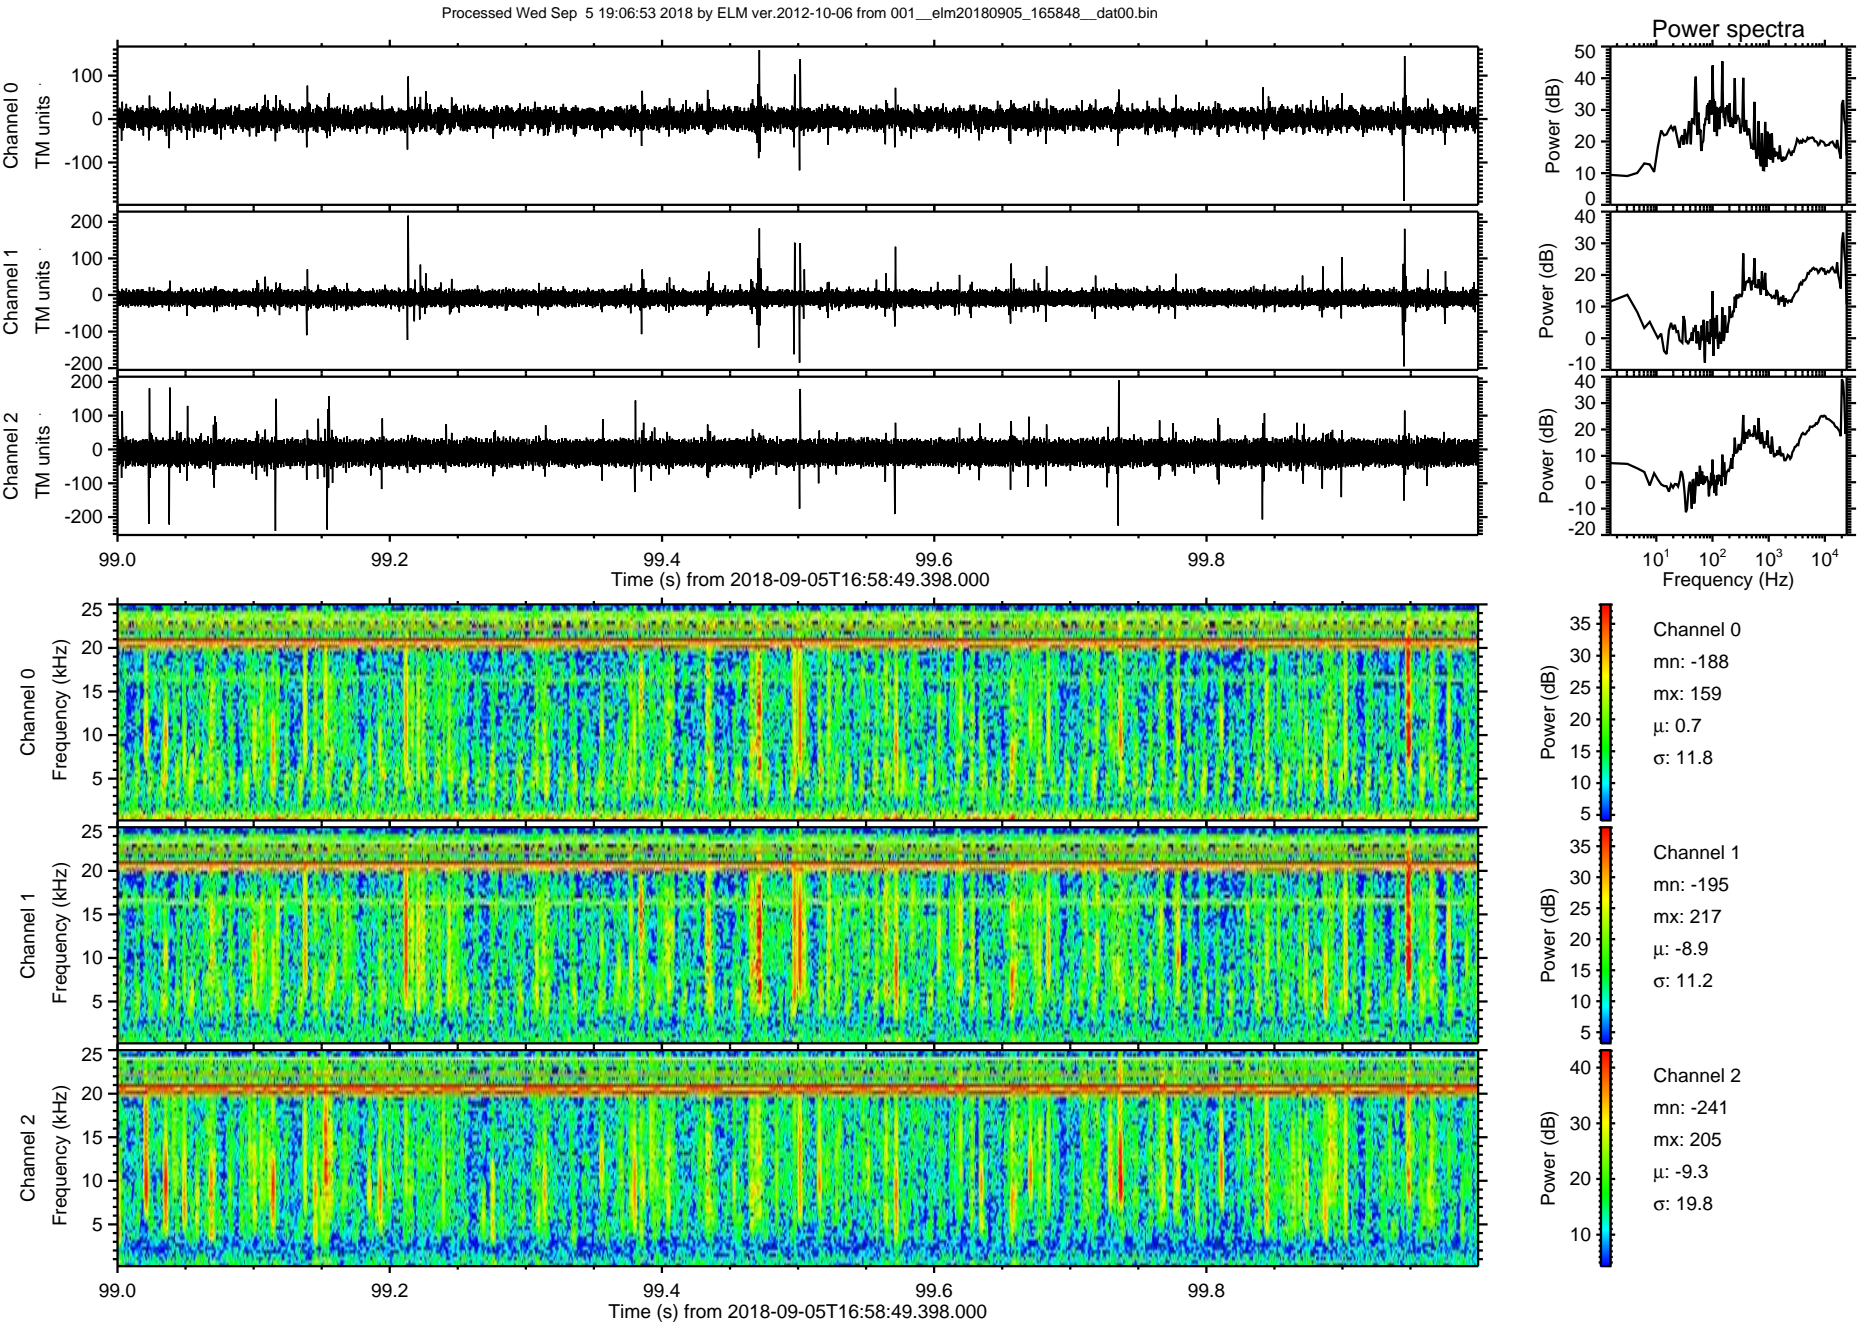 Processed Wed Sep 5 19:06:53 2018 by ELM ver.2012-10-06 from 001__elm20180905_165848__dat00.bin
Power spectra
Channel 0
TM units
100
0
-100
Power (dB)
50
40
30
20
10
0
Channel 1
TM units
200
100
0
-100
-200
Power (dB)
40
30
20
10
0
-10
Channel 2
TM units
200
100
0
-100
-200
Power (dB)
40
30
20
10
0
-10
-20
99.0
99.2
99.4
99.6
99.8
Time (s) from 2018-09-05T16:58:49.398.000
10¹
10²
10³
10⁴
Frequency (Hz)
Channel 0
Frequency (kHz)
25
20
15
10
5
Power (dB)
35
30
25
20
15
10
5
Channel 0
mn: -188
mx: 159
μ: 0.7
σ: 11.8
Channel 1
Frequency (kHz)
25
20
15
10
5
Power (dB)
35
30
25
20
15
10
5
Channel 1
mn: -195
mx: 217
μ: -8.9
σ: 11.2
Channel 2
Frequency (kHz)
25
20
15
10
5
Power (dB)
40
30
20
10
Channel 2
mn: -241
mx: 205
μ: -9.3
σ: 19.8
99.0
99.2
99.4
99.6
99.8
Time (s) from 2018-09-05T16:58:49.398.000